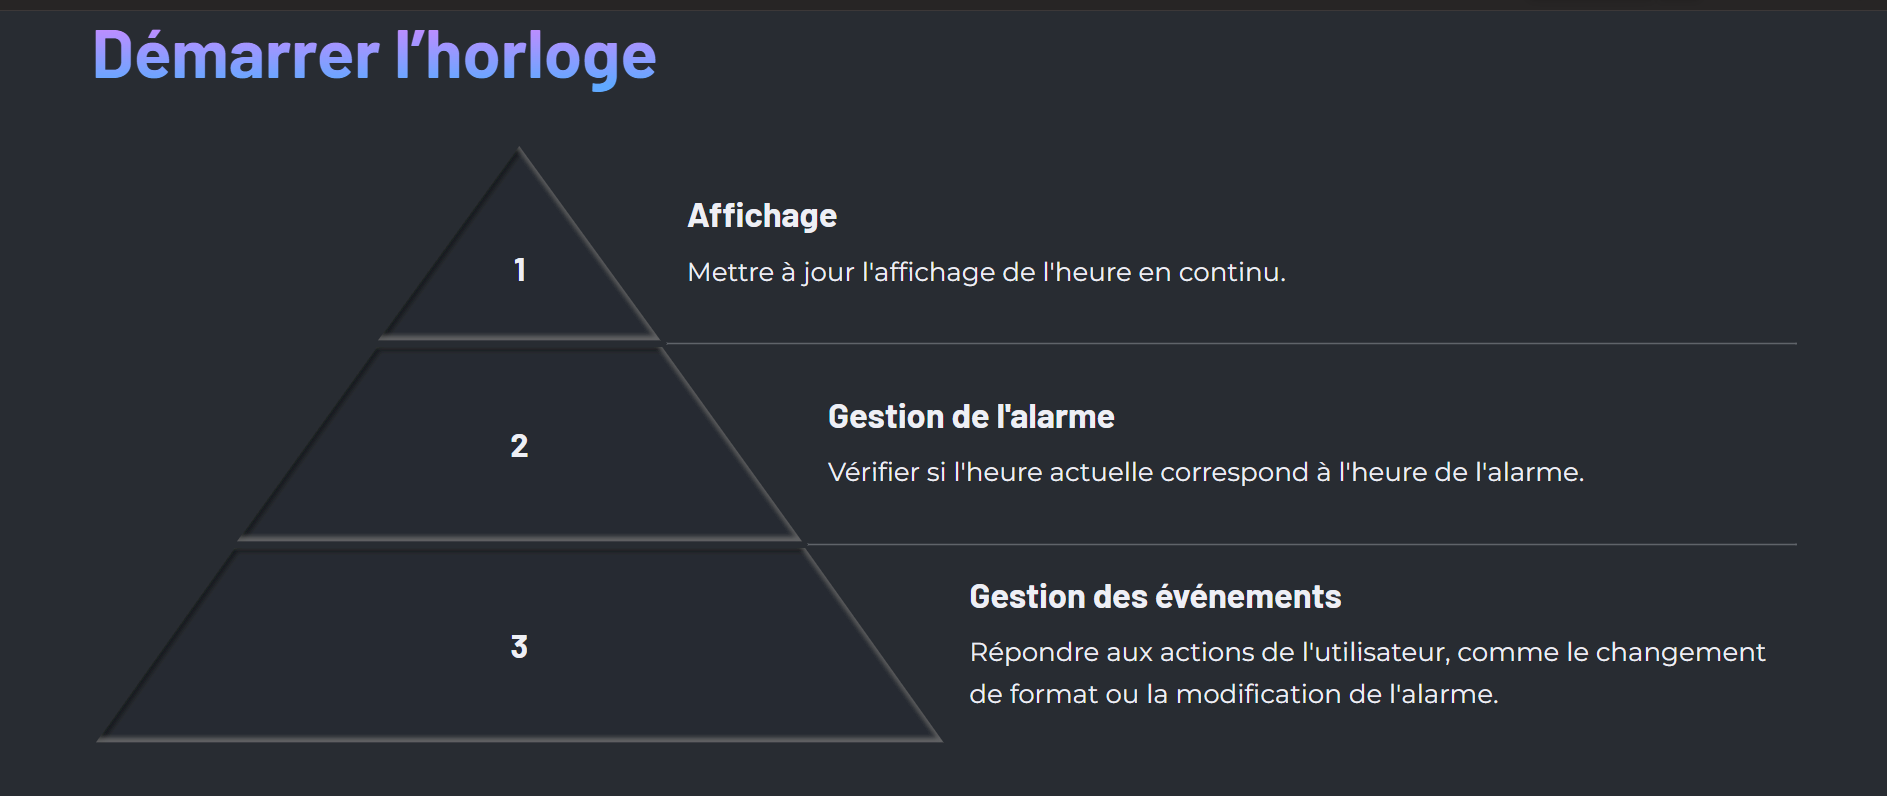 Démarrer l’horloge
1
Affichage
Mettre à jour l'affichage de l'heure en continu.
2
Gestion de l'alarme
Vérifier si l'heure actuelle correspond à l'heure de l'alarme.
3
Gestion des événements
Répondre aux actions de l'utilisateur, comme le changement
de format ou la modification de l'alarme.